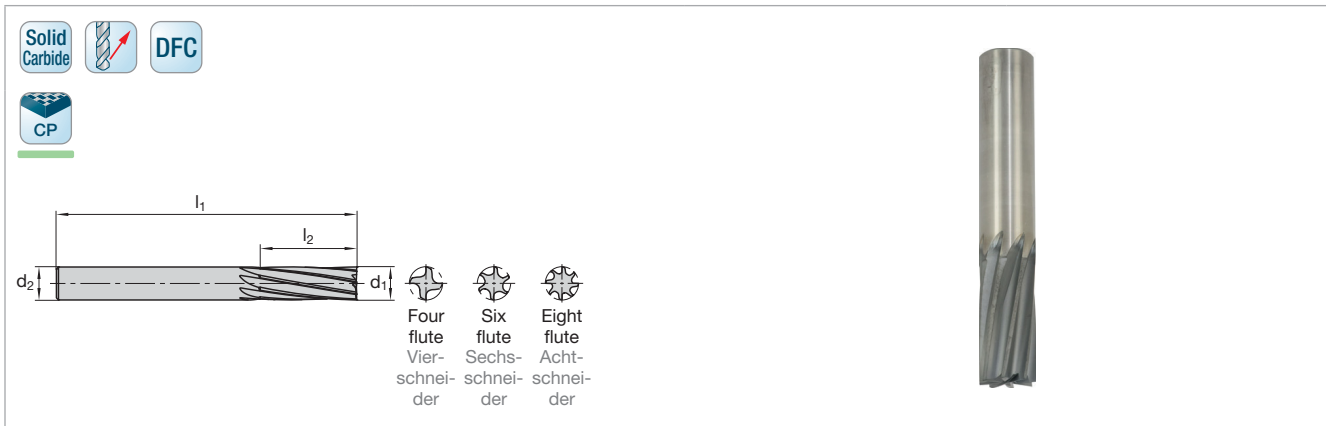 Solid
Carbide
DFC
CP
l1
l2
d2
d1
Four
flute
Vier-
schnei-
der
Six
flute
Sechs-
schnei-
der
Eight
flute
Acht-
schnei-
der